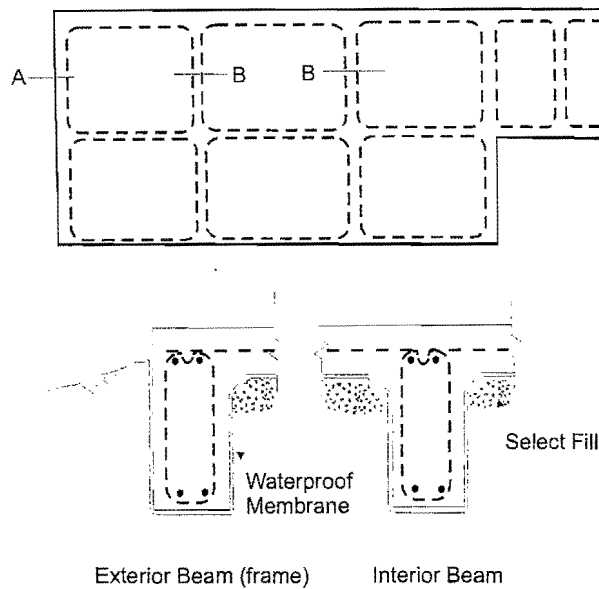 A
B
B
Select Fill
Waterproof
Membrane
Exterior Beam (frame)
Interior Beam